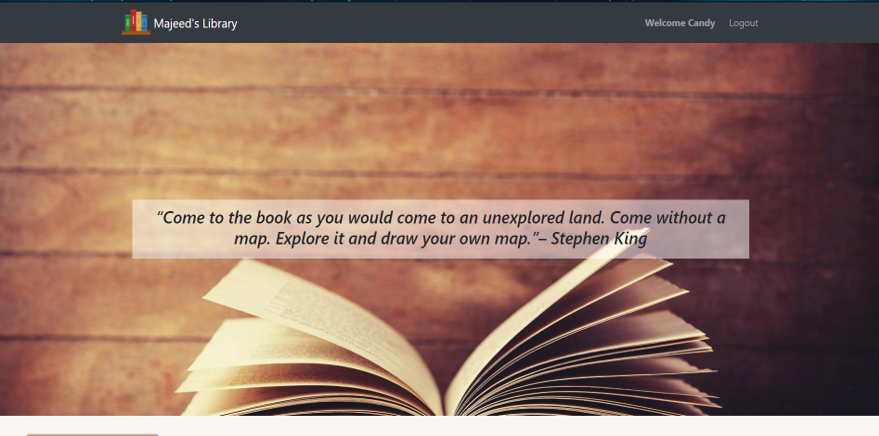 Majeed's Library
Welcome Candy
Logout
“Come to the book as you would come to an unexplored land. Come without a
map. Explore it and draw your own map.”– Stephen King